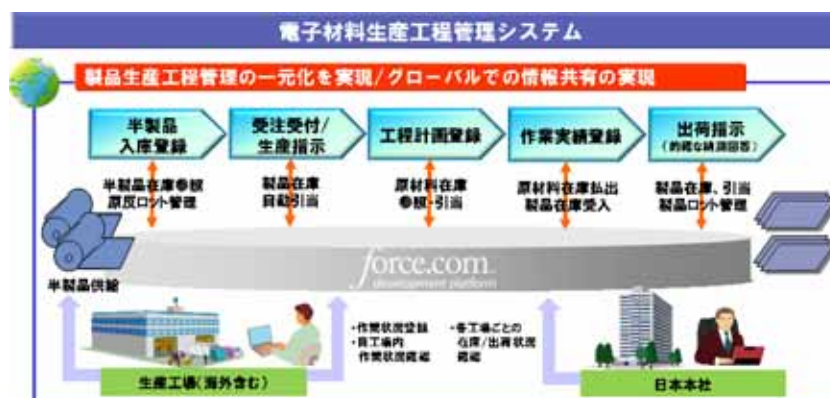 電子材料生産工程管理システム
製品生産工程管理の一元化を実現/グローバルでの情報共有の実現
半製品
入庫登録
受注受付/
生産指示
工程計画登録
作業実績登録
出荷指示
(的確な納期回答)
半製品在庫参照
原反ロット管理
製品在庫
自動引当
原材料在庫
参照・引当
原材料在庫払出
製品在庫受入
製品在庫、引当
製品ロット管理
force.com
development platform
半製品供給
・作業状況登録
・自工場内
作業状況確認
・各工場ごとの
在庫/出荷状況
確認
生産工場(海外含む)
日本本社